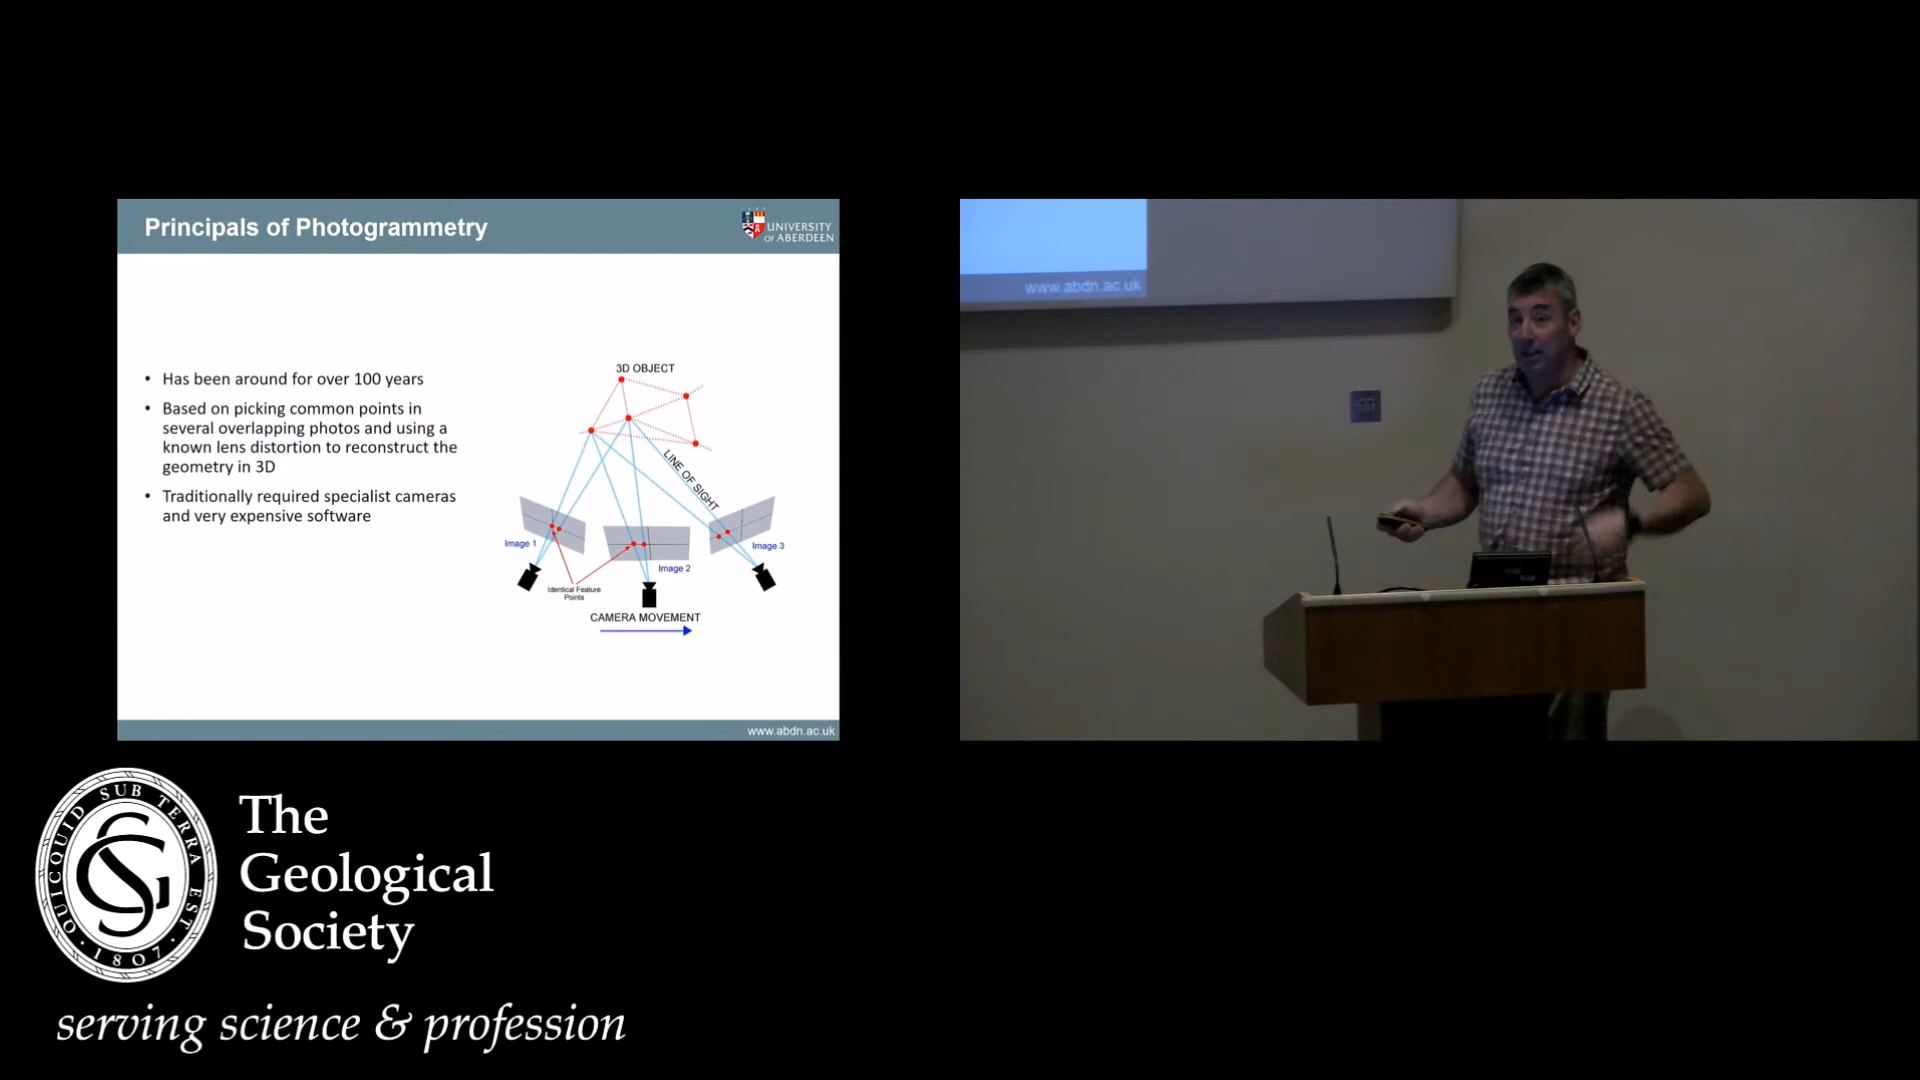 Principals of Photogrammetry
UNIVERSITY
OF ABERDEEN
• Has been around for over 100 years
• Based on picking common points in
several overlapping photos and using a
known lens distortion to reconstruct the
geometry in 3D
• Traditionally required specialist cameras
and very expensive software
3D OBJECT
LINE OF SIGHT
Image 1
Image 2
Image 3
Identical Feature
Points
CAMERA MOVEMENT
www.abdn.ac.uk
www.abdn.ac.uk
QUICQUID SUB TERRA EST
1807
The
Geological
Society
serving science & profession